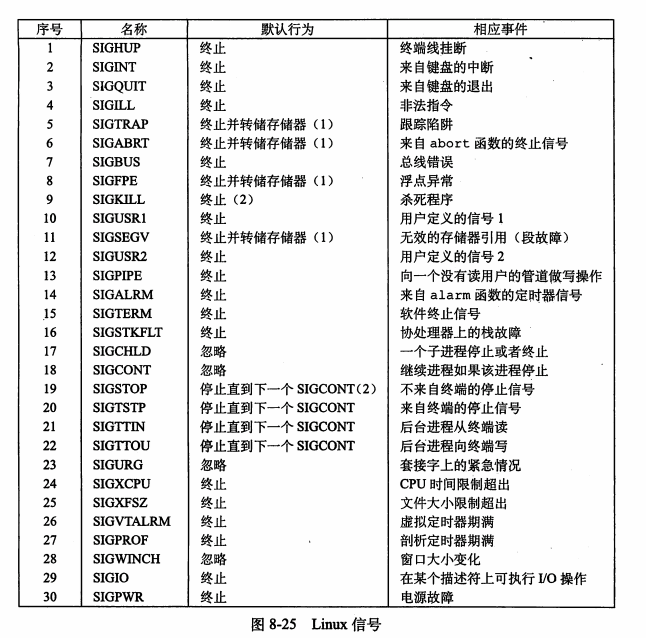 序号 名称 默认行为 相应事件
1 SIGHUP 终止 终端线挂断
2 SIGINT 终止 来自键盘的中断
3 SIGQUIT 终止 来自键盘的退出
4 SIGILL 终止 非法指令
5 SIGTRAP 终止并转储存储器（1） 跟踪陷阱
6 SIGABRT 终止并转储存储器（1） 来自 abort 函数的终止信号
7 SIGBUS 终止 总线错误
8 SIGFPE 终止并转储存储器（1） 浮点异常
9 SIGKILL 终止（2） 杀死程序
10 SIGUSR1 终止 用户定义的信号 1
11 SIGSEGV 终止并转储存储器（1） 无效的存储器引用（段故障）
12 SIGUSR2 终止 用户定义的信号 2
13 SIGPIPE 终止 向一个没有读用户的管道做写操作
14 SIGALRM 终止 来自 alarm 函数的定时器信号
15 SIGTERM 终止 软件终止信号
16 SIGSTKFLT 终止 协处理器上的栈故障
17 SIGCHLD 忽略 一个子进程停止或者终止
18 SIGCONT 忽略 继续进程如果该进程停止
19 SIGSTOP 停止直到下一个 SIGCONT(2) 不来自终端的停止信号
20 SIGTSTP 停止直到下一个 SIGCONT 来自终端的停止信号
21 SIGTTIN 停止直到下一个 SIGCONT 后台进程从终端读
22 SIGTTOU 停止直到下一个 SIGCONT 后台进程向终端写
23 SIGURG 忽略 套接字上的紧急情况
24 SIGXCPU 终止 CPU 时间限制超出
25 SIGXFSZ 终止 文件大小限制超出
26 SIGVTALRM 终止 虚拟定时器期满
27 SIGPROF 终止 剖析定时器期满
28 SIGWINCH 忽略 窗口大小变化
29 SIGIO 终止 在某个描述符上可执行 I/O 操作
30 SIGPWR 终止 电源故障
图 8-25 Linux 信号